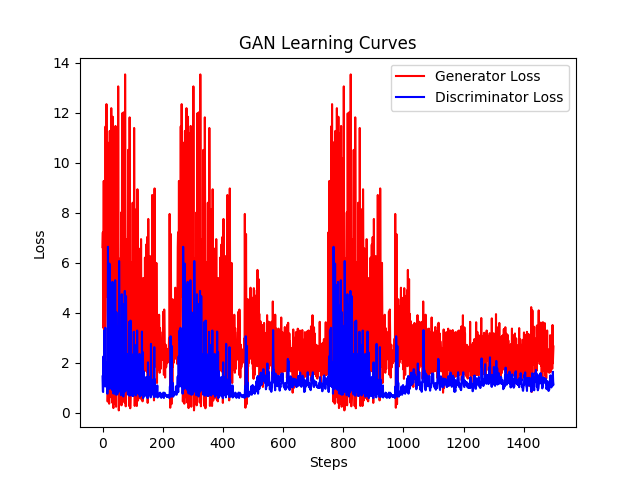 GAN Learning Curves
Generator Loss
Discriminator Loss
Loss
14
12
10
8
6
4
2
0
0 200 400 600 800 1000 1200 1400
Steps